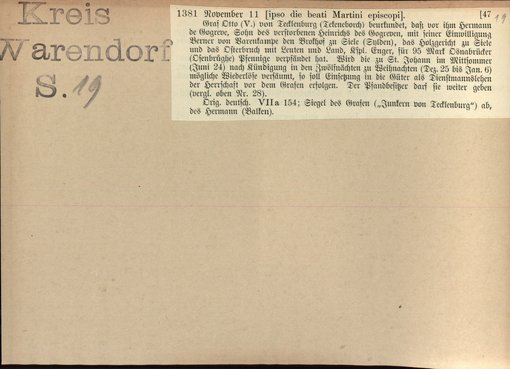 Kreis
Warendorf
S. 19
1381 November 11 [ipso die beati Martini episcopi]. [47
19
Graf Otto (V.) von Tecklenburg (Tekeneborch) beurkundet, daß vor ihm Hermann
de Gogreve, Sohn des verstorbenen Heinrichs des Gogreven, mit seiner Einwilligung
Berner von Varenkampe den Brokhof zu Siele (Sylden), das Holzgericht zu Siele
und das Osterbruch mit Leuten und Land, Kspl. Enger, für 95 Mark Osnabrücker
(Osenbrügghe) Pfennige verpfändet hat. Wird die zu St. Johann im Mittsommer
(Juni 24) nach Kündigung in den Zwölfnächten zu Weihnachten (Dez. 25 bis Jan. 6)
mögliche Wiederlöse versäumt, so soll Einsetzung in die Güter als Dienstmannslehen
der Herrschaft vor dem Grafen erfolgen. Der Pfandbesitzer darf sie weiter geben
(vergl. oben Nr. 28).
Orig. deutsch. VIIa 154; Siegel des Grafen („Junkern von Tecklenburg“) ab,
des Hermann (Balken).